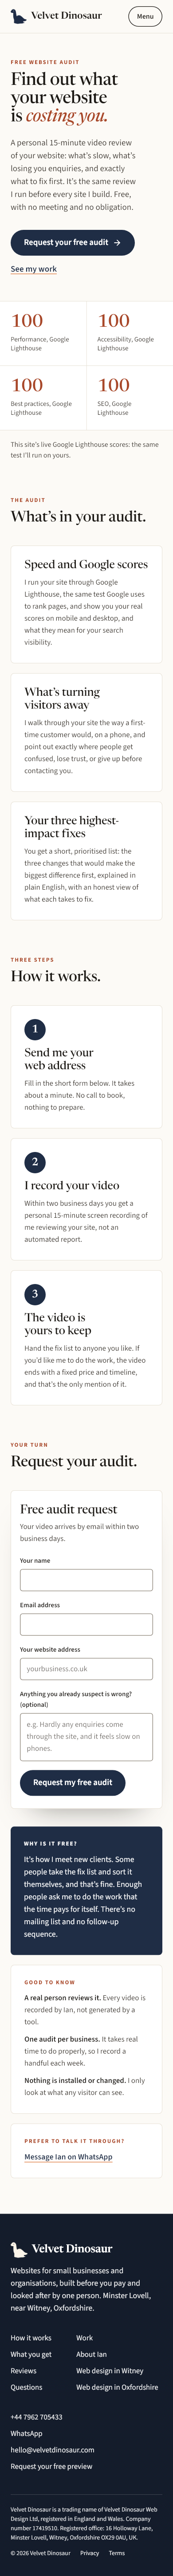 Velvet Dinosaur
Menu
FREE WEBSITE AUDIT
Find out what
your website
is costing you.
A personal 15-minute video review
of your website: what's slow, what's
losing you enquiries, and exactly
what to fix first. It's the same review
I run before every site I build. Free,
with no meeting and no obligation.
Request your free audit →
See my work
100
Performance, Google
Lighthouse
100
Accessibility, Google
Lighthouse
100
Best practices, Google
Lighthouse
100
SEO, Google
Lighthouse
This site's live Google Lighthouse scores: the same
test I'll run on yours.
THE AUDIT
What's in your audit.
Speed and Google scores
I run your site through Google
Lighthouse, the same test Google uses
to rank pages, and show you your real
scores on mobile and desktop, and
what they mean for your search
visibility.
What's turning
visitors away
I walk through your site the way a first-
time customer would, on a phone, and
point out exactly where people get
confused, lose trust, or give up before
contacting you.
Your three highest-
impact fixes
You get a short, prioritised list: the
three changes that would make the
biggest difference first, explained in
plain English, with an honest view of
what each takes to fix.
THREE STEPS
How it works.
1
Send me your
web address
Fill in the short form below. It takes
about a minute. No call to book,
nothing to prepare.
2
I record your video
Within two business days you get a
personal 15-minute screen recording of
me reviewing your site, not an
automated report.
3
The video is
yours to keep
Hand the fix list to anyone you like. If
you'd like me to do the work, the video
ends with a fixed price and timeline,
and that's the only mention of it.
YOUR TURN
Request your audit.
Free audit request
Your video arrives by email within two
business days.
Your name
Email address
Your website address
yourbusiness.co.uk
Anything you already suspect is wrong?
(optional)
e.g. Hardly any enquiries come
through the site, and it feels slow on
phones.
Request my free audit
WHY IS IT FREE?
It's how I meet new clients. Some
people take the fix list and sort it
themselves, and that's fine. Enough
people ask me to do the work that
the time pays for itself. There's no
mailing list and no follow-up
sequence.
GOOD TO KNOW
A real person reviews it. Every video is
recorded by Ian, not generated by a
tool.
One audit per business. It takes real
time to do properly, so I record a
handful each week.
Nothing is installed or changed. I only
look at what any visitor can see.
PREFER TO TALK IT THROUGH?
Message Ian on WhatsApp
Velvet Dinosaur
Websites for small businesses and
organisations, built before you pay and
looked after by one person. Minster Lovell,
near Witney, Oxfordshire.
How it works
Work
What you get
About Ian
Reviews
Web design in Witney
Questions
Web design in Oxfordshire
+44 7962 705433
WhatsApp
hello@velvetdinosaur.com
Request your free preview
Velvet Dinosaur is a trading name of Velvet Dinosaur Web
Design Ltd, registered in England and Wales. Company
number 17419510. Registered office: 16 Holloway Lane,
Minster Lovell, Witney, Oxfordshire OX29 0AU, UK.
© 2026 Velvet Dinosaur
Privacy
Terms